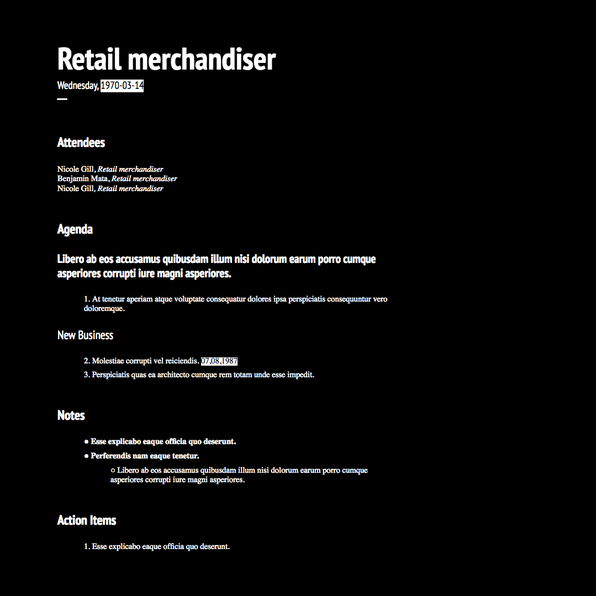 Retail merchandiser
Wednesday, 1970-03-14
Attendees
Nicole Gill, Retail merchandiser
Benjamin Mata, Retail merchandiser
Nicole Gill, Retail merchandiser
Agenda
Libero ab eos accusamus quibusdam illum nisi dolorum earum porro cumque
asperiores corrupti iure magni asperiores.
1. At tenetur aperiam atque voluptate consequatur dolores ipsa perspiciatis consequuntur vero
doloremque.
New Business
2. Molestiae corrupti vel reiciendis. 07,08,1987
3. Perspiciatis quas ea architecto cumque rem totam unde esse impedit.
Notes
● Esse explicabo eaque officia quo deserunt.
● Perferendis nam eaque tenetur.
○ Libero ab eos accusamus quibusdam illum nisi dolorum earum porro cumque
asperiores corrupti iure magni asperiores.
Action Items
1. Esse explicabo eaque officia quo deserunt.